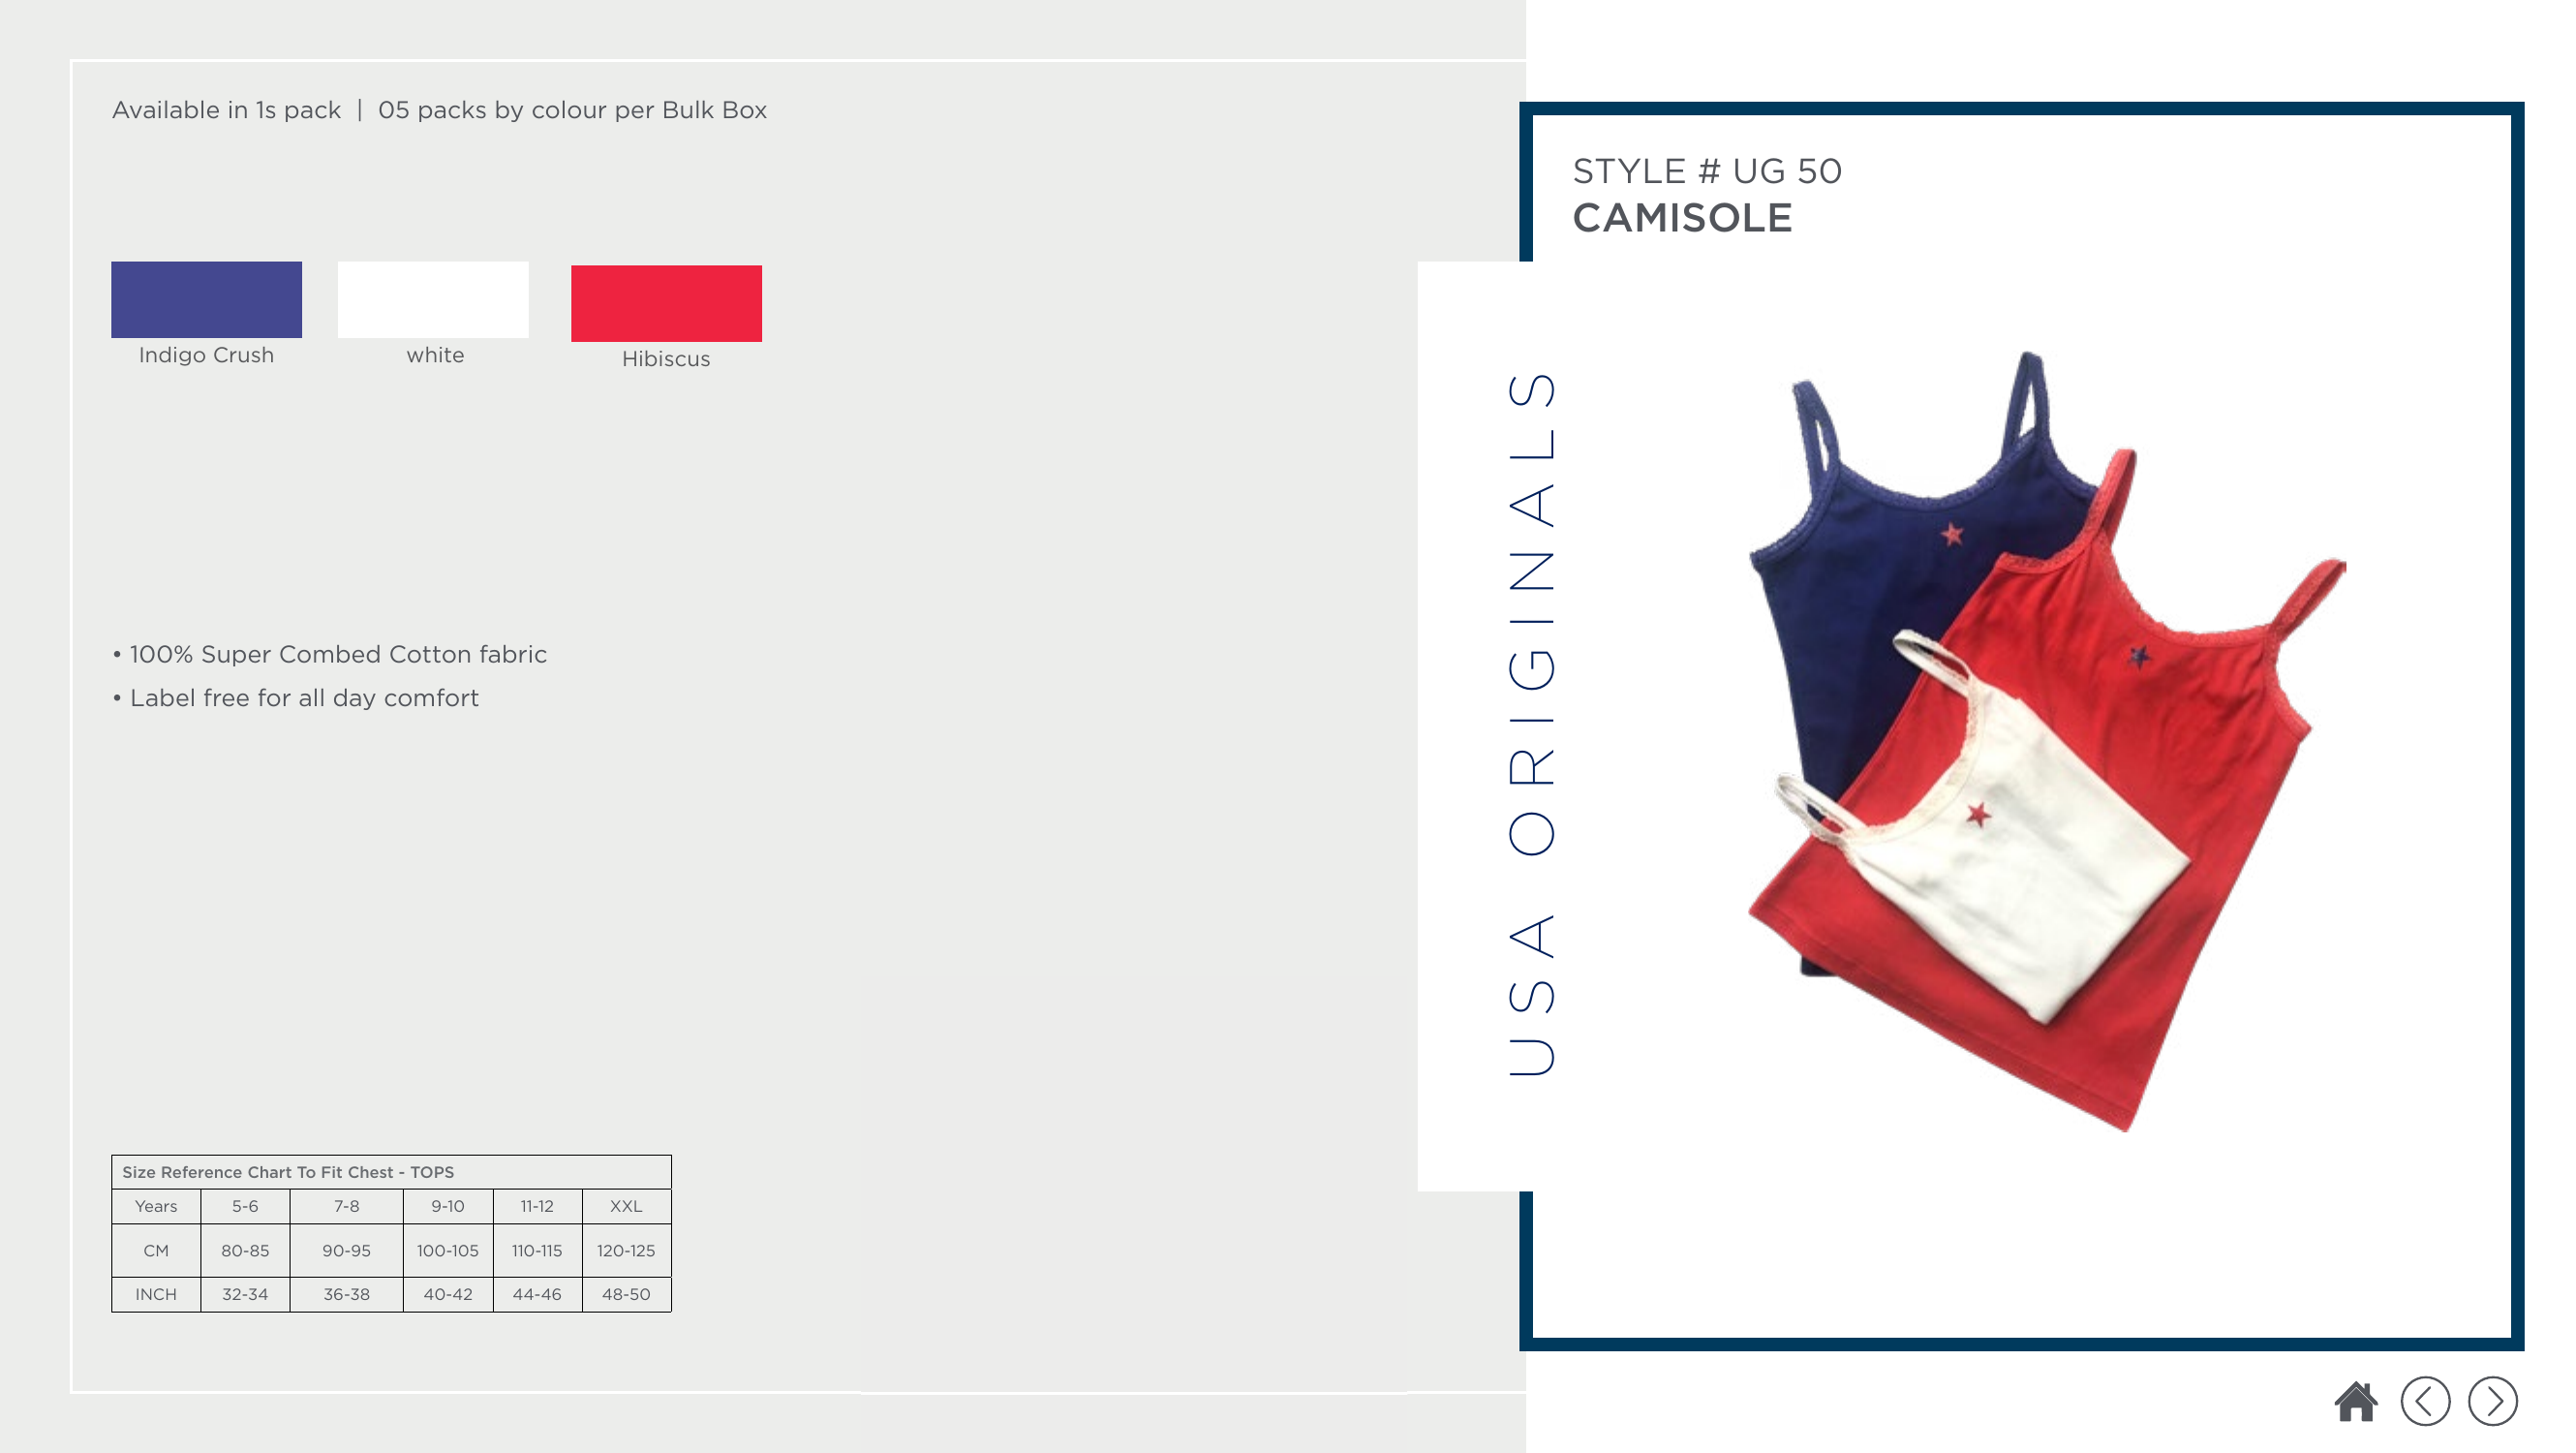 Available in 1s pack | 05 packs by colour per Bulk Box
Indigo Crush
white
Hibiscus
• 100% Super Combed Cotton fabric
• Label free for all day comfort
Size Reference Chart To Fit Chest - TOPS
Years 5-6 7-8 9-10 11-12 XXL
CM 80-85 90-95 100-105 110-115 120-125
INCH 32-34 36-38 40-42 44-46 48-50
USA ORIGINALS
STYLE # UG 50
CAMISOLE